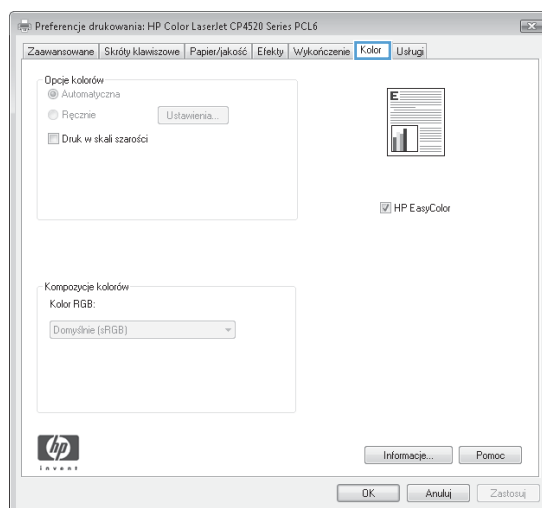 Preferencje drukowania: HP Color LaserJet CP4520 Series PCL6
Zaawansowane Skróty klawiszowe Papier/jakość Efekty Wykończenie Kolor Usługi
Opcje kolorów
Automatyczna
Ręcznie Ustawienia...
Druk w skali szarości
E
HP EasyColor
Kompozycje kolorów
Kolor RGB:
Domyślnie (sRGB)
hp
invent
Informacje... Pomoc
OK Anuluj Zastosuj